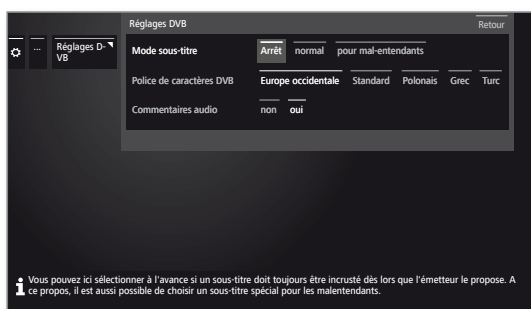 Réglages DVB
Retour
...
Réglages D-
VB
Mode sous-titre Arrêt normal pour mal-entendants
Police de caractères DVB Europe occidentale Standard Polonais Grec Turc
Commentaires audio non oui
Vous pouvez ici sélectionner à l'avance si un sous-titre doit toujours être incrusté dès lors que l'émetteur le propose. A
ce propos, il est aussi possible de choisir un sous-titre spécial pour les malentendants.